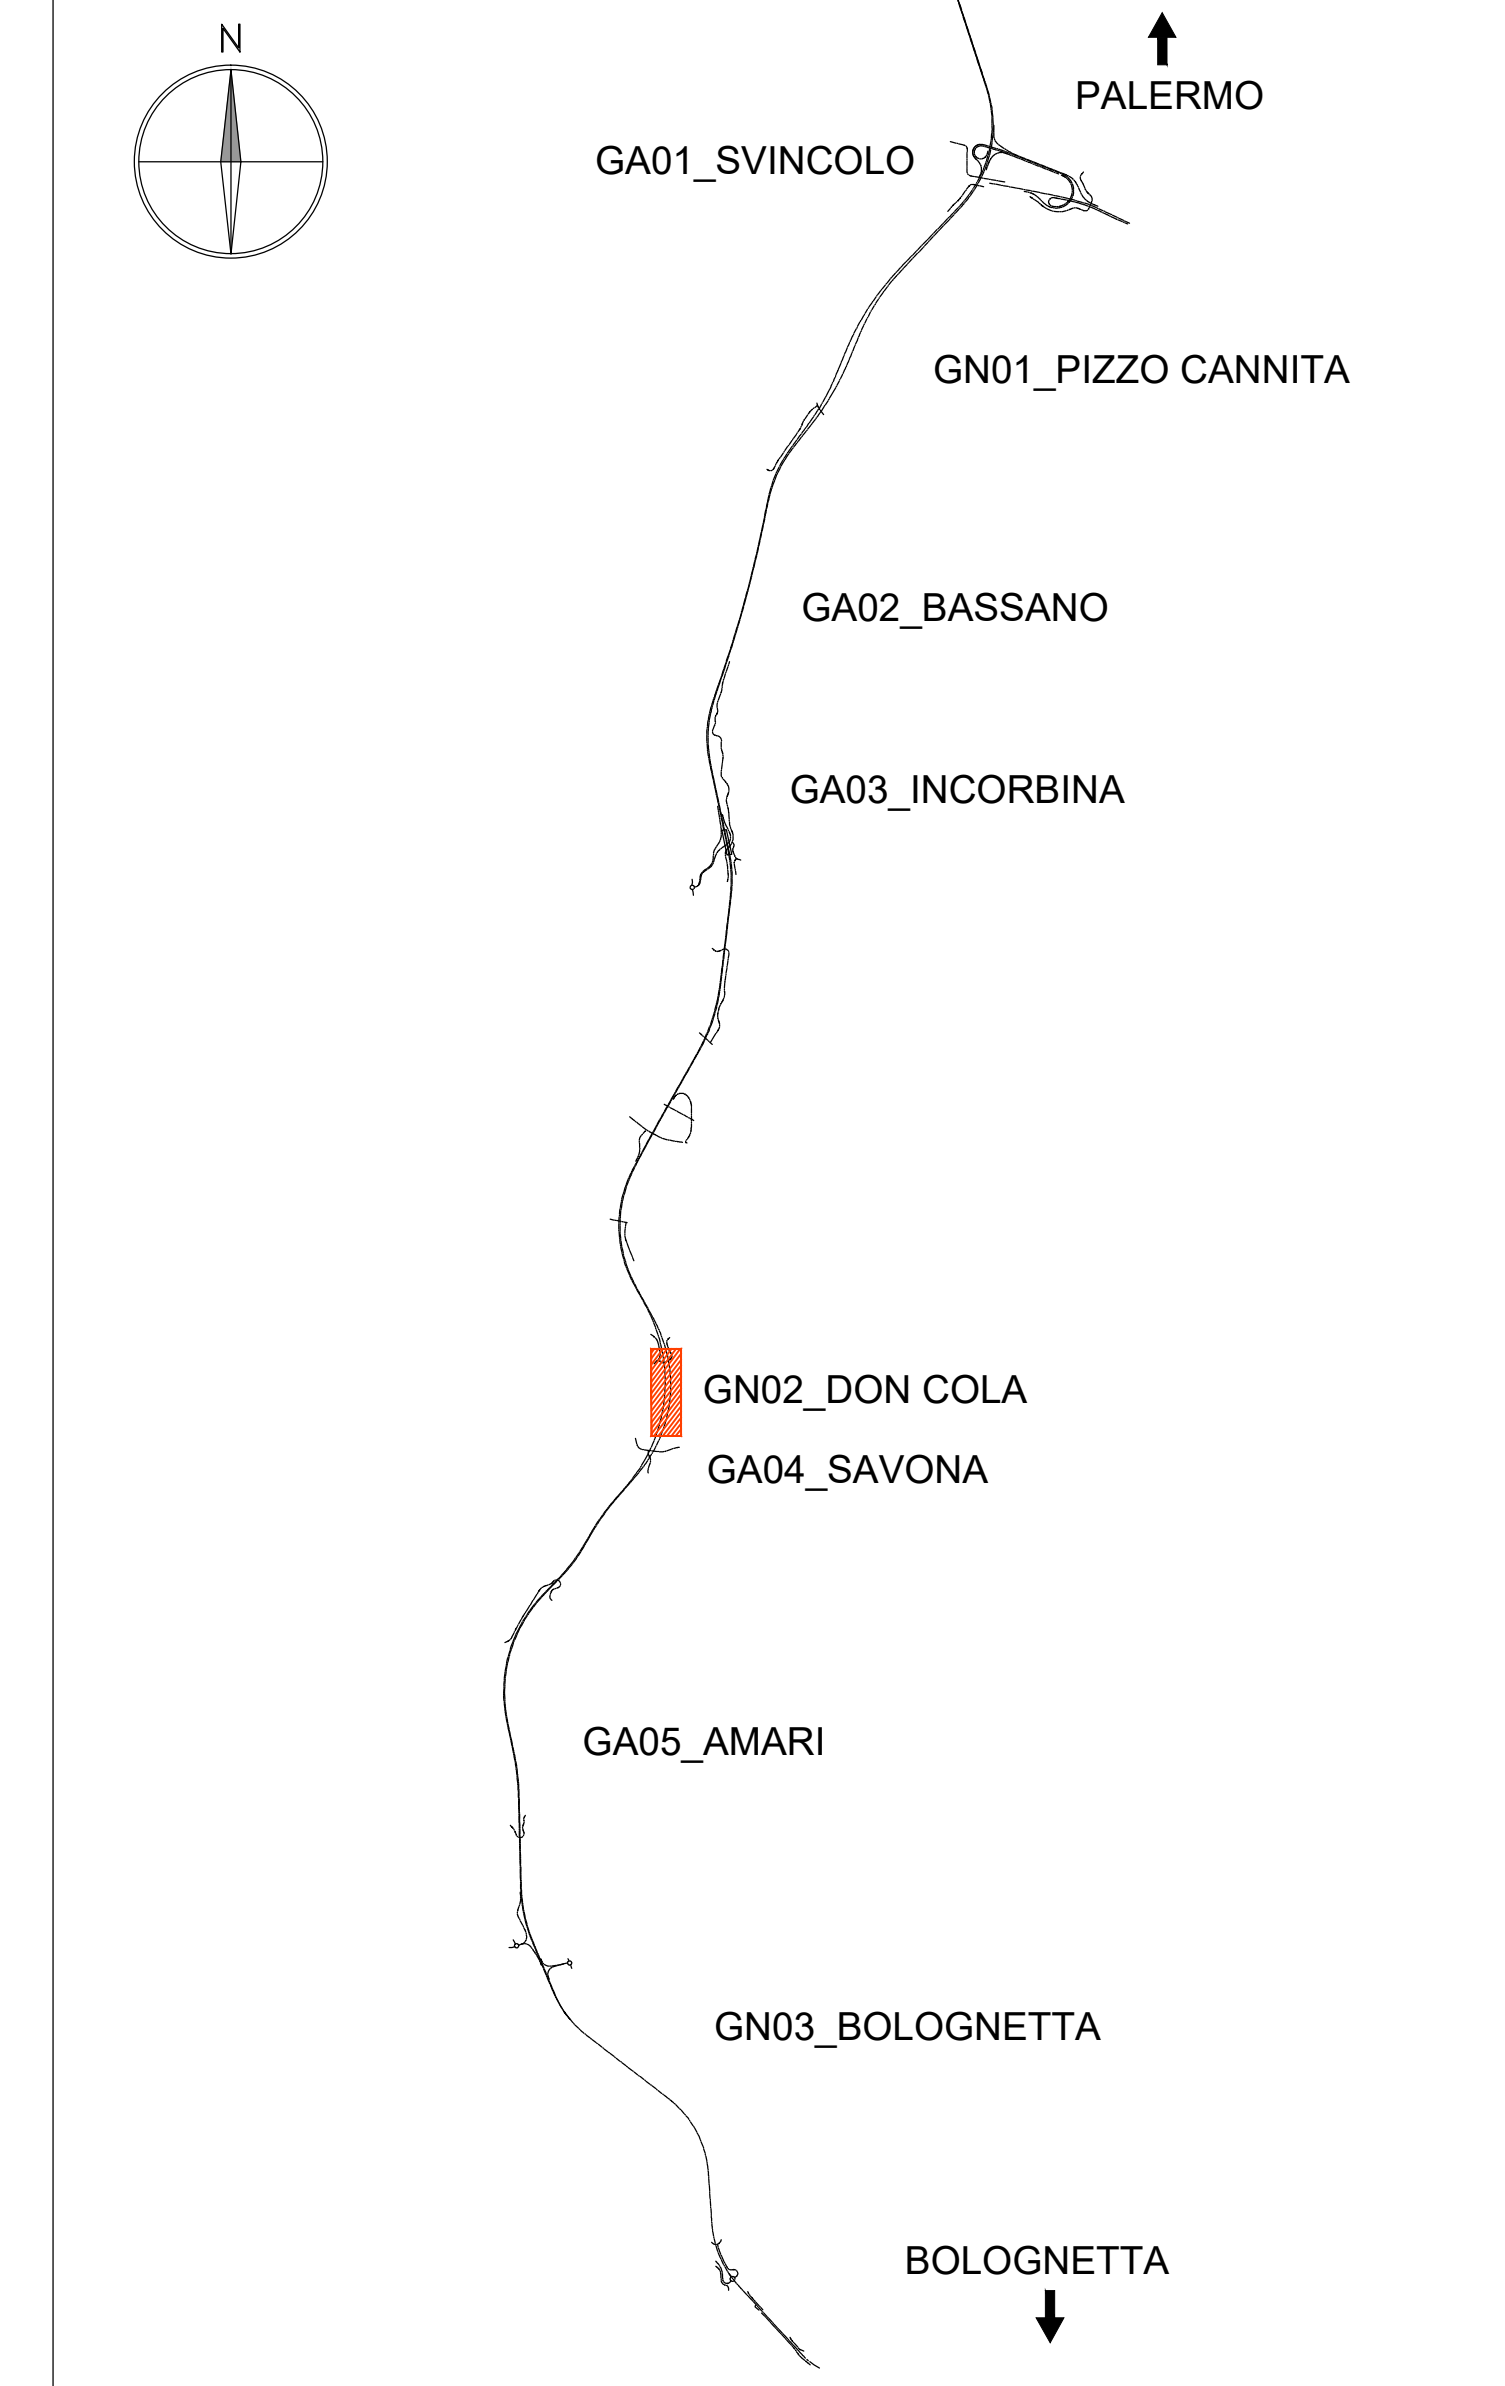 N
PALERMO
GA01_SVINCOLO
GN01_PIZZO CANNITA
GA02_BASSANO
GA03_INCORBINA
GN02_DON COLA
GA04_SAVONA
GA05_AMARI
GN03_BOLOGNETTA
BOLOGNETTA